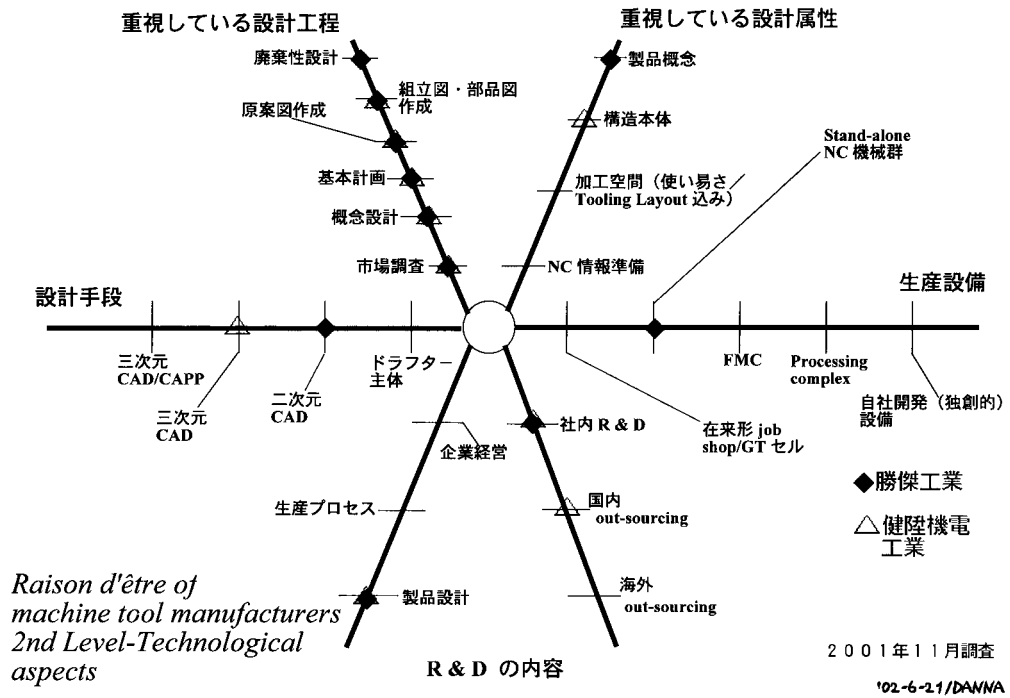 重視している設計工程
重視している設計属性
廃棄性設計
製品概念
組立図・部品図
作成
原案図作成
構造本体
Stand-alone
NC 機械群
基本計画
加工空間（使い易さ
Tooling Layout 込み）
概念設計
市場調査
NC 情報準備
設計手段
生産設備
三次元
CAD/CAPP
三次元
CAD
二次元
CAD
ドラフター
主体
FMC
Processing
complex
自社開発（独創的）
設備
企業経営
社内 R & D
在来形 job
shop/GT セル
生産プロセス
国内
out-sourcing
勝傑工業
健陞機電
工業
製品設計
海外
out-sourcing
Raison d'être of
machine tool manufacturers
2nd Level-Technological
aspects
R & D の内容
２００１年１１月調査
'02-6-21/DANNA